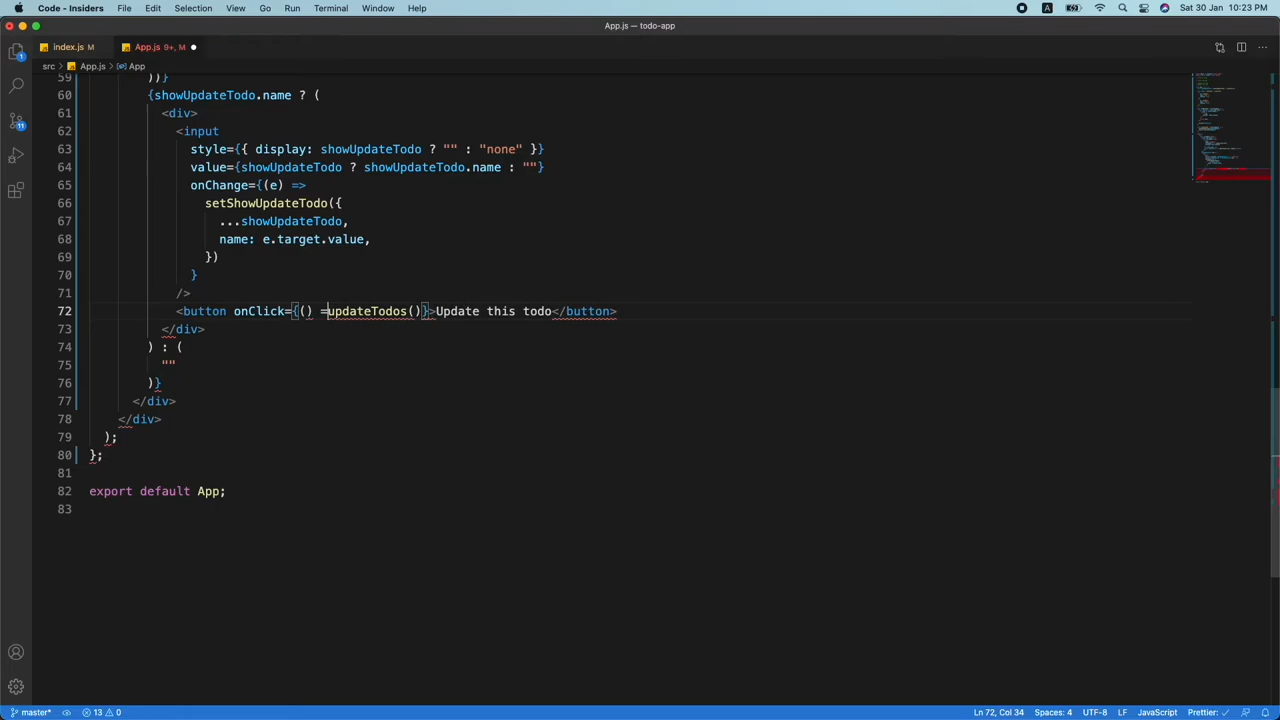 Code - Insiders File Edit Selection View Go Run Terminal Window Help A Sat 30 Jan 10:23 PM
App.js — todo-app
index.js M App.js 9+, M
src > App.js > App
59 ))}
60 {showUpdateTodo.name ? (
61 <div>
62 <input
63 style={{ display: showUpdateTodo ? "" : "none" }}
64 value={showUpdateTodo ? showUpdateTodo.name : ""}
65 onChange={(e) =>
66 setShowUpdateTodo({
67 ...showUpdateTodo,
68 name: e.target.value,
69 })
70 }
71 />
72 <button onClick={() =updateTodos()}>Update this todo</button>
73 </div>
74 ) : (
75 ""
76 )}
77 </div>
78 </div>
79 );
80 };
81
82 export default App;
83
1
11
master* 13 0 Ln 72, Col 34 Spaces: 4 UTF-8 LF JavaScript Prettier: ✓